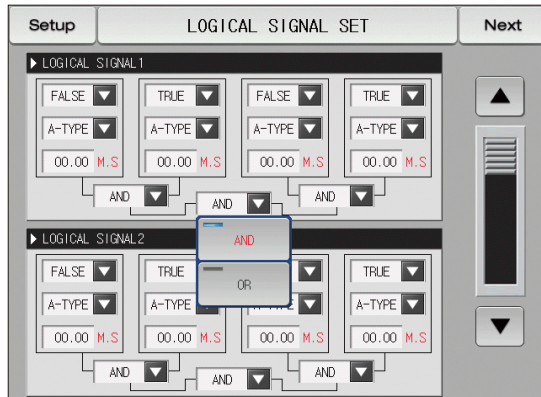 Setup LOGICAL SIGNAL SET Next
LOGICAL SIGNAL1
FALSE TRUE FALSE TRUE
A-TYPE A-TYPE A-TYPE A-TYPE
00.00 M.S 00.00 M.S 00.00 M.S 00.00 M.S
AND AND AND
AND
OR
LOGICAL SIGNAL2
FALSE TRUE TRUE
A-TYPE A-TYPE A-TYPE
00.00 M.S 00.00 M.S 00.00 M.S 00.00 M.S
AND AND AND